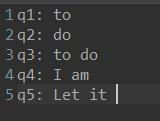 1 q1: to
2 q2: do
3 q3: to do
4 q4: I am
5 q5: Let it